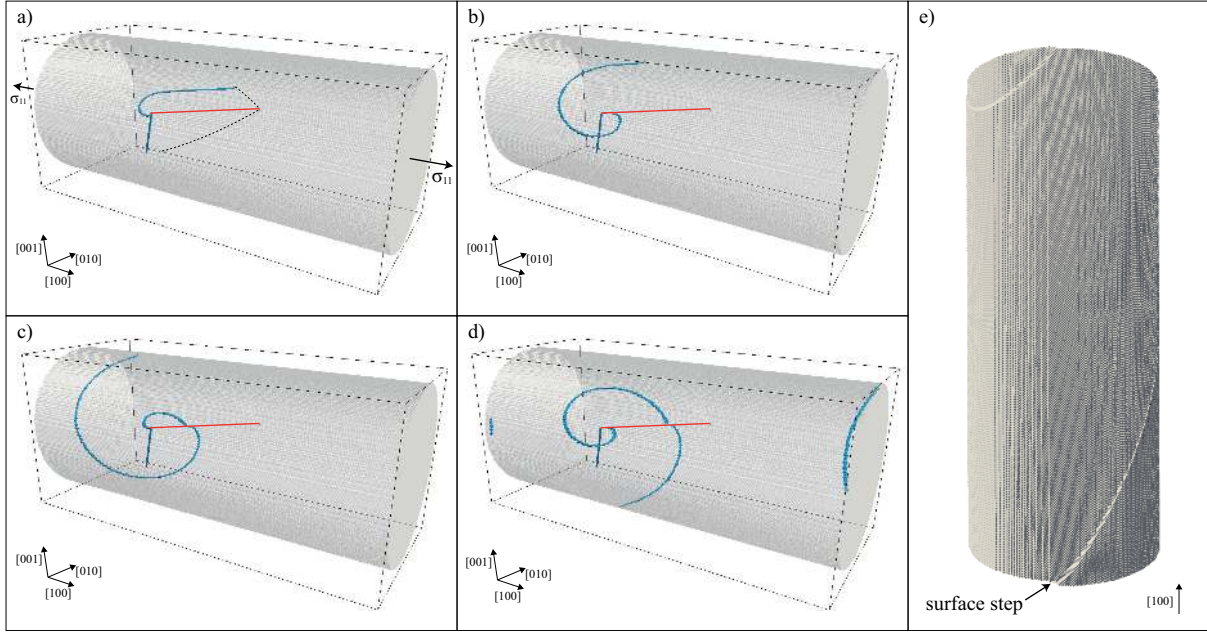 a)
σ₁₁
σ₁₁
[001]
[010]
[100]
b)
[001]
[010]
[100]
c)
[001]
[010]
[100]
d)
[001]
[010]
[100]
e)
surface step
[100]